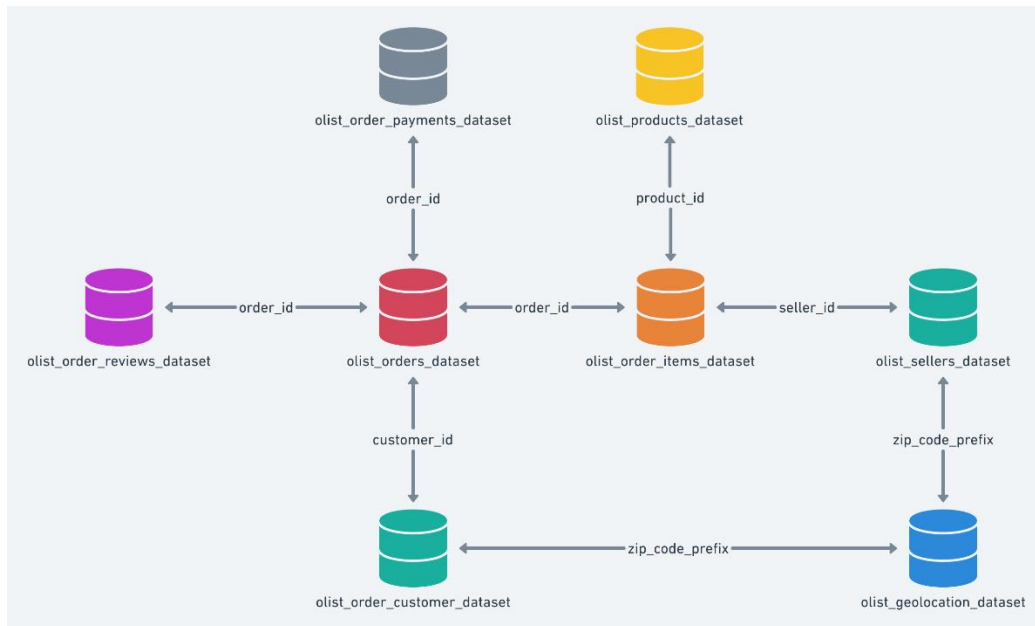 olist_order_payments_dataset
olist_products_dataset
order_id
product_id
order_id
order_id
seller_id
olist_order_reviews_dataset
olist_orders_dataset
olist_order_items_dataset
olist_sellers_dataset
customer_id
zip_code_prefix
zip_code_prefix
olist_order_customer_dataset
olist_geolocation_dataset